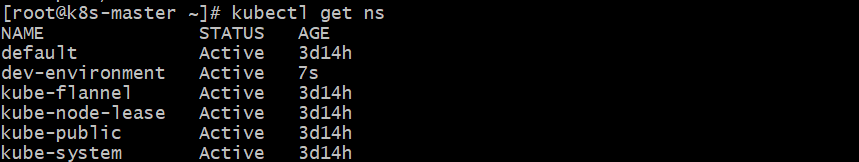 [root@k8s-master ~]# kubectl get ns
NAME              STATUS   AGE
default           Active   3d14h
dev-environment   Active   7s
kube-flannel      Active   3d14h
kube-node-lease   Active   3d14h
kube-public       Active   3d14h
kube-system       Active   3d14h